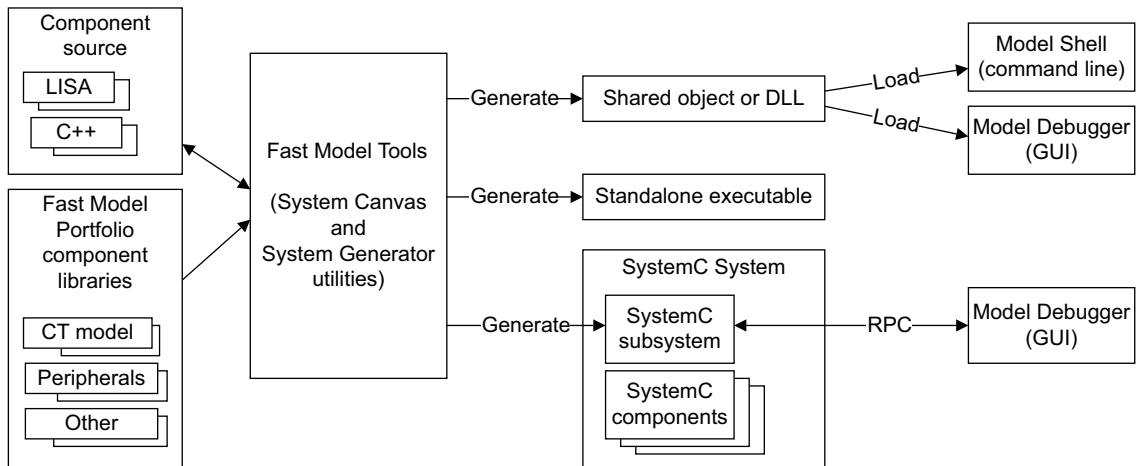 Component
source
LISA
C++
Fast Model
Portfolio
component
libraries
CT model
Peripherals
Other
Fast Model Tools
(System Canvas
and
System Generator
utilities)
Generate
Shared object or DLL
Load
Load
Model Shell
(command line)
Model Debugger
(GUI)
Generate
Standalone executable
Generate
SystemC System
SystemC
subsystem
SystemC
components
RPC
Model Debugger
(GUI)